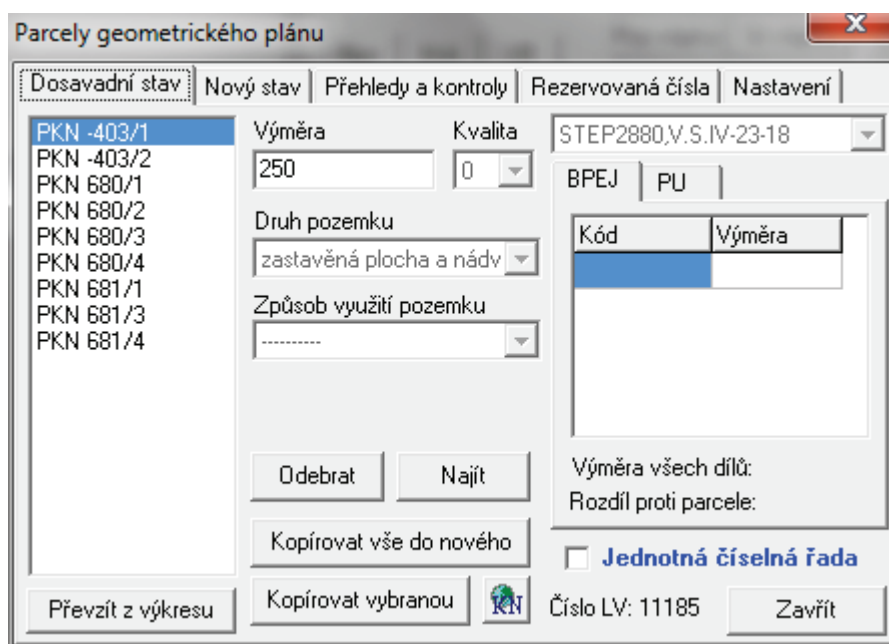 Parcely geometrického plánu
Dosavadní stav
Nový stav
Přehledy a kontroly
Rezervovaná čísla
Nastavení
PKN -403/1
PKN -403/2
PKN 680/1
PKN 680/2
PKN 680/3
PKN 680/4
PKN 681/1
PKN 681/3
PKN 681/4
Převzít z výkresu
Výměra
Kvalita
250
0
Druh pozemku
zastavěná plocha a nádv
Způsob využití pozemku
----------
Odebrat
Najít
Kopírovat vše do nového
Kopírovat vybranou
KN
STEP2880,V.S.IV-23-18
BPEJ
PU
Kód
Výměra
Výměra všech dílů:
Rozdíl proti parcele:
Jednotná číselná řada
Číslo LV: 11185
Zavřít